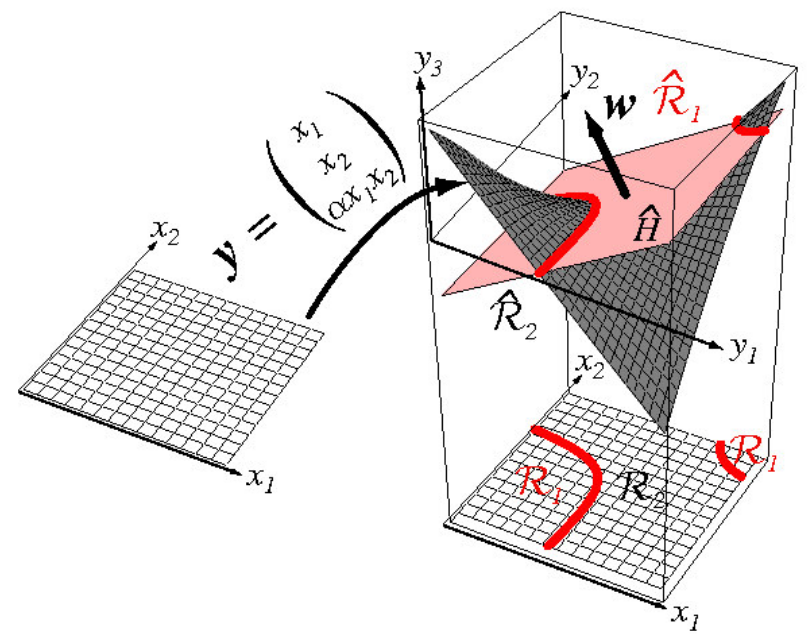 y₃
y₂
R̂₁
w
y = (x₁
x₂
αx₁x₂)
Ĥ
x₂
R̂₂
y₁
x₂
x₁
R₁
R₂
R₁
x₁